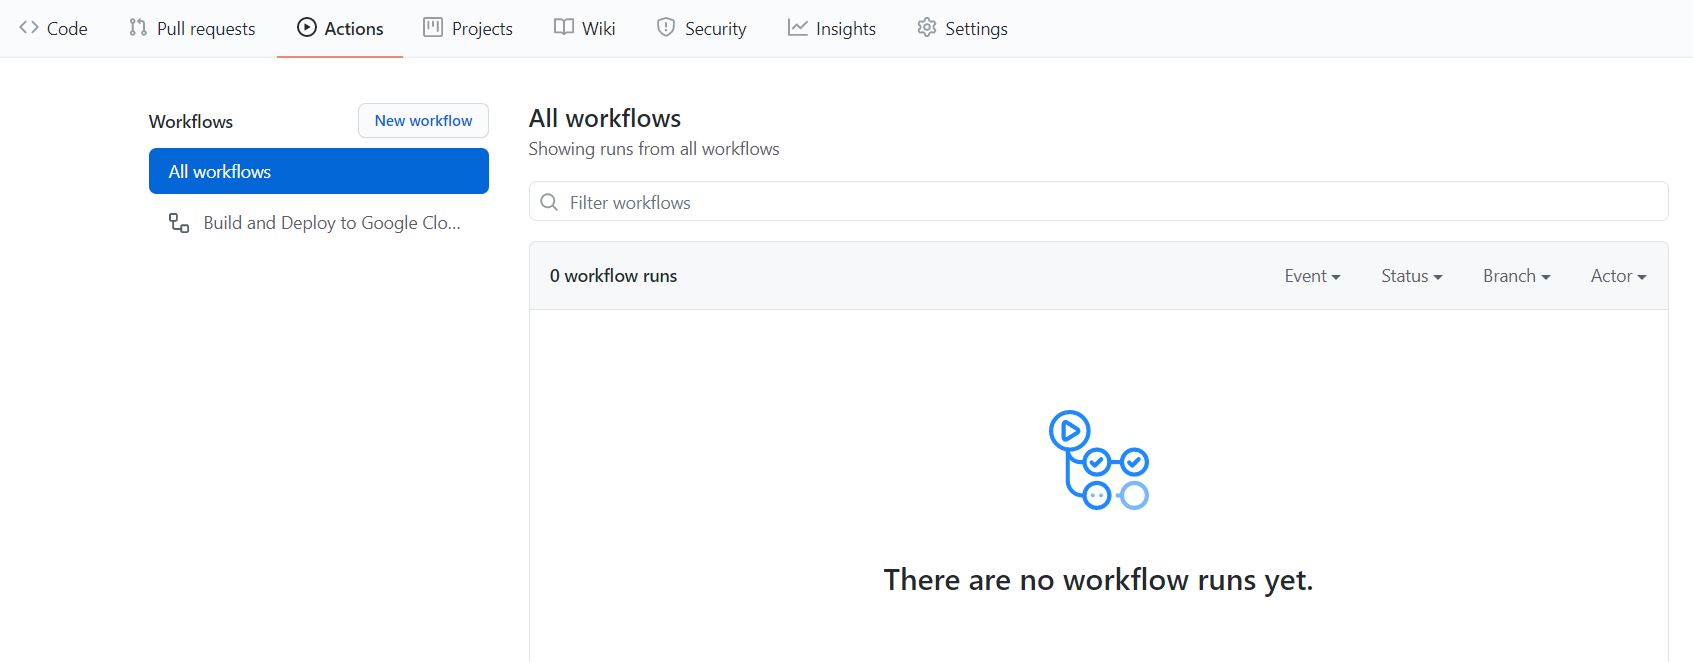 Code Pull requests Actions Projects Wiki Security Insights Settings
Workflows New workflow
All workflows
Build and Deploy to Google Clo...
All workflows
Showing runs from all workflows
Filter workflows
0 workflow runs Event Status Branch Actor
There are no workflow runs yet.